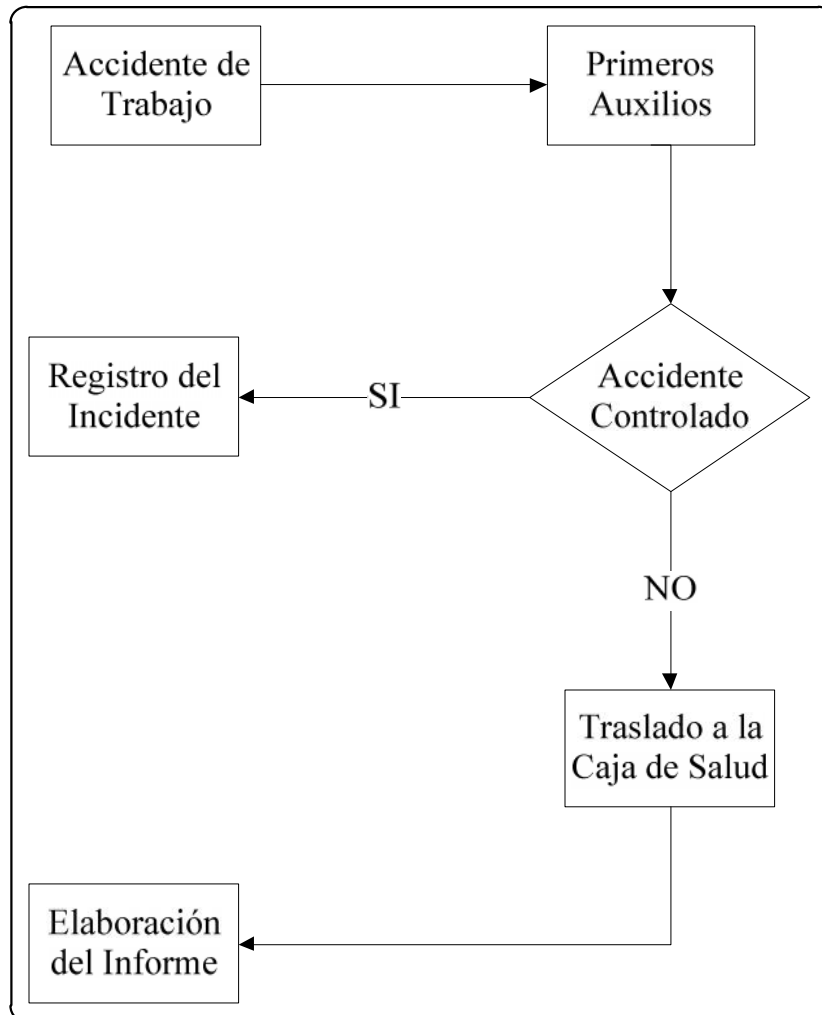 Accidente de
Trabajo
Primeros
Auxilios
Accidente
Controlado
SI
Registro del
Incidente
NO
Traslado a la
Caja de Salud
Elaboración
del Informe